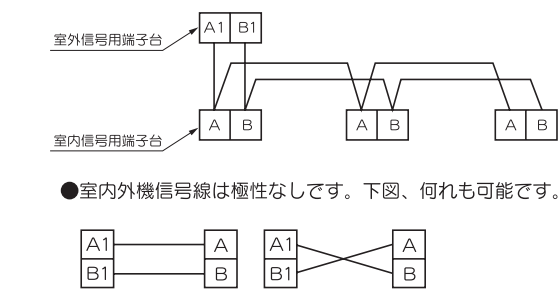 A1 B1
室外信号用端子台
A B A B A B
室内信号用端子台
●室内外機信号線は極性なしです。下図、何れも可能です。
A1 A A1 A
B1 B B1 B